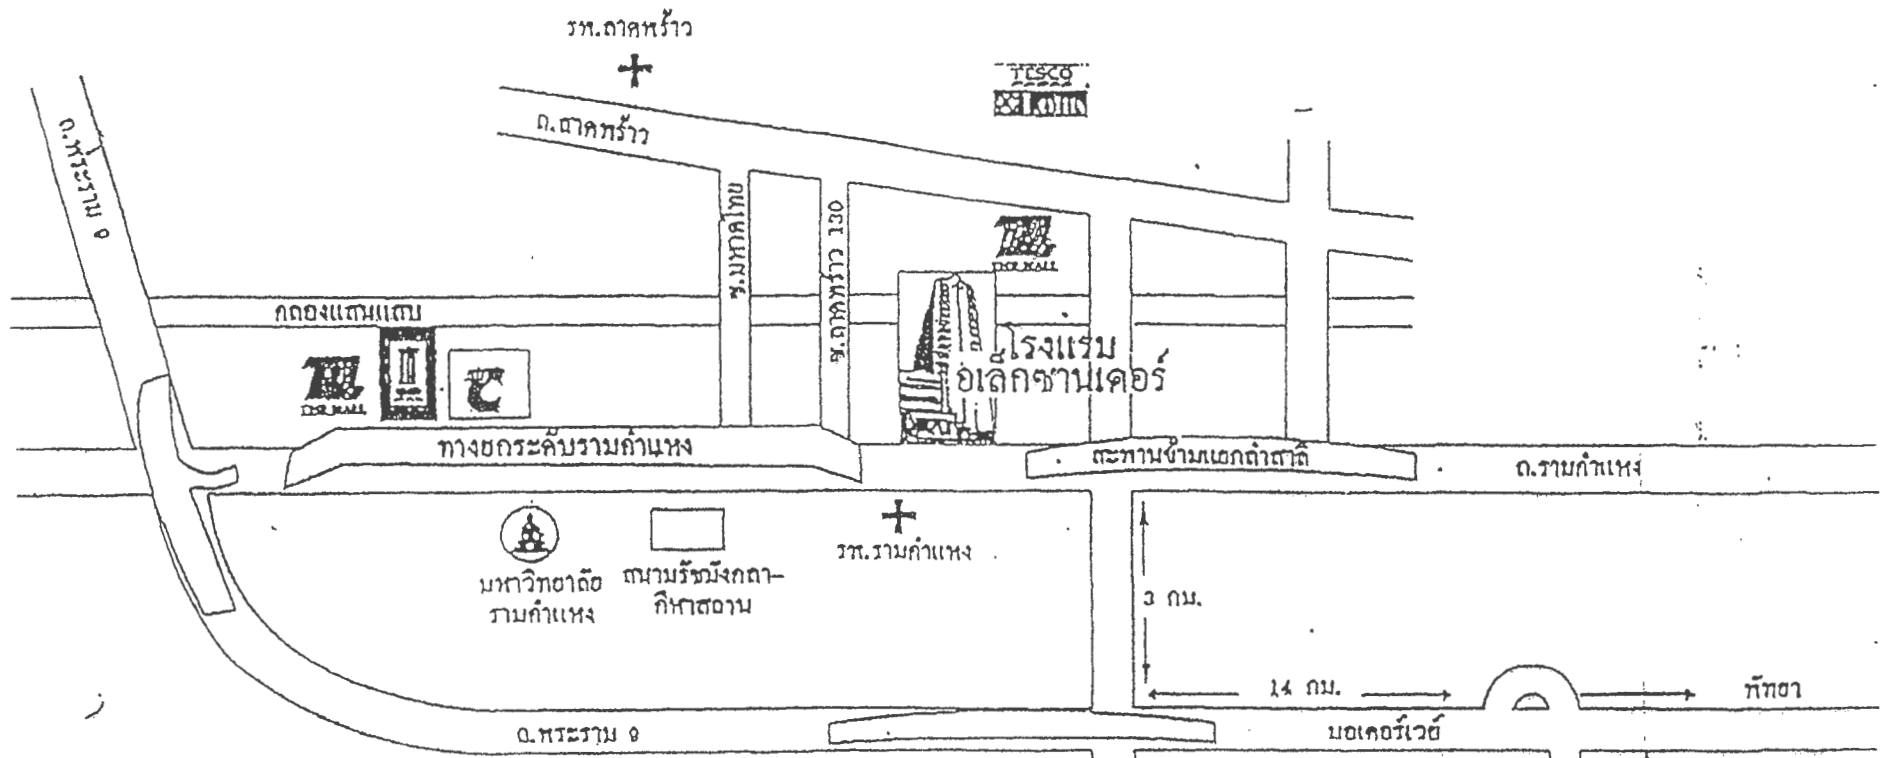 รพ.ลาดพร้าว
TESCO
Lotus
ถ.ลาดพร้าว
ถ.พระราม ๙
ซ.มหาดไทย
ซ.ลาดพร้าว 130
THE MALL
คลองแสนแสบ
THE MALL
โรงแรม
อเล็กซานเดอร์
ทางยกระดับรามคำแหง
สะพานข้ามแยกลำสาลี
ถ.รามคำแหง
มหาวิทยาลัย
รามคำแหง
สนามรัชมังคลา-
กีฬาสถาน
รพ.รามคำแหง
3 กม.
14 กม.
พัทยา
ถ.พระราม ๙
มอเตอร์เวย์